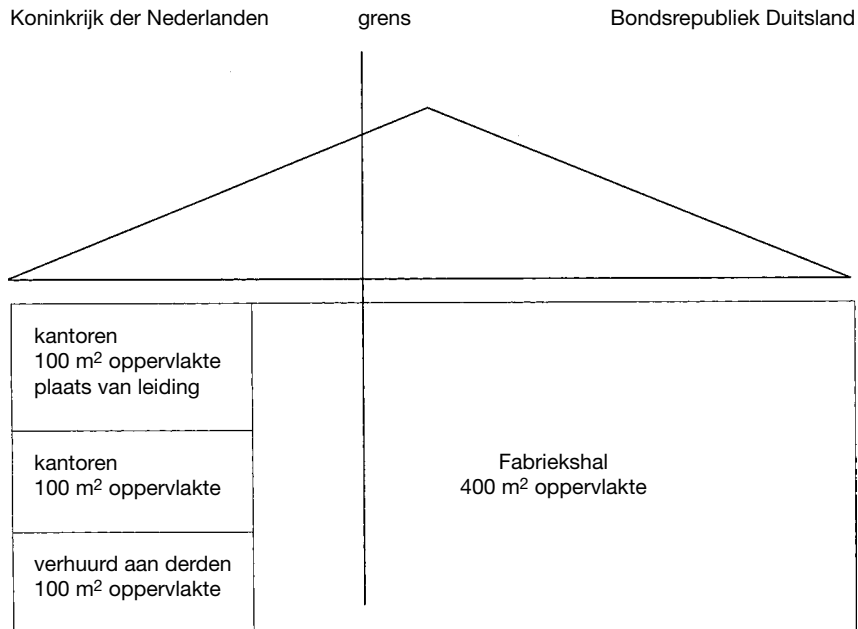 Koninkrijk der Nederlanden grens Bondsrepubliek Duitsland
kantoren
100 m² oppervlakte
plaats van leiding
kantoren
100 m² oppervlakte
Fabriekshal
400 m² oppervlakte
verhuurd aan derden
100 m² oppervlakte